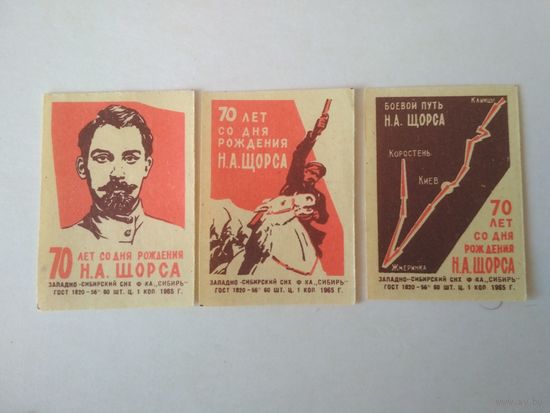 70 ЛЕТ СО ДНЯ РОЖДЕНИЯ
Н.А. ЩОРСА
ЗАПАДНО-СИБИРСКИЙ СНХ Ф-КА „СИБИРЬ"
ГОСТ 1820-56" 60 ШТ. Ц. 1 КОП 1965 Г.
70 ЛЕТ
СО ДНЯ
РОЖДЕНИЯ
Н.А. ЩОРСА
ЗАПАДНО-СИБИРСКИЙ СНХ Ф-КА „СИБИРЬ"
ГОСТ 1820-56" 60 ШТ. Ц. 1 КОП 1965 Г.
БОЕВОЙ ПУТЬ
Н.А. ЩОРСА
КЛИНЦЫ
КОРОСТЕНЬ
КИЕВ
ЖМЕРИНКА
70
ЛЕТ
СО ДНЯ
РОЖДЕНИЯ
Н.А. ЩОРСА
ЗАПАДНО-СИБИРСКИЙ СНХ Ф-КА „СИБИРЬ"
ГОСТ 1820-56" 60 ШТ. Ц. 1 КОП 1965 Г.
www.ay.by